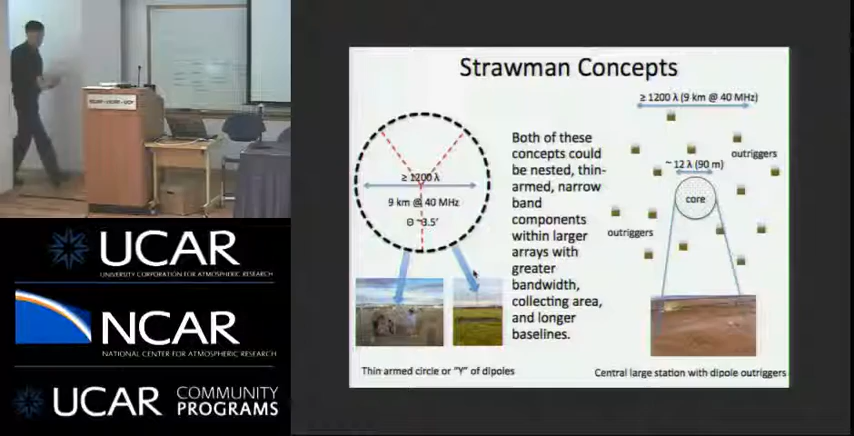 UCAR
UNIVERSITY CORPORATION FOR ATMOSPHERIC RESEARCH
NCAR
NATIONAL CENTER FOR ATMOSPHERIC RESEARCH
UCAR COMMUNITY
PROGRAMS
Strawman Concepts
≥ 1200 λ
9 km @ 40 MHz
Θ ~3.5’
Thin armed circle or “Y” of dipoles
Both of these
concepts could
be nested, thin-
armed, narrow
band
components
within larger
arrays with
greater
bandwidth,
collecting area,
and longer
baselines.
≥ 1200 λ (9 km @ 40 MHz)
outriggers
~ 12 λ (90 m)
core
outriggers
Central large station with dipole outriggers